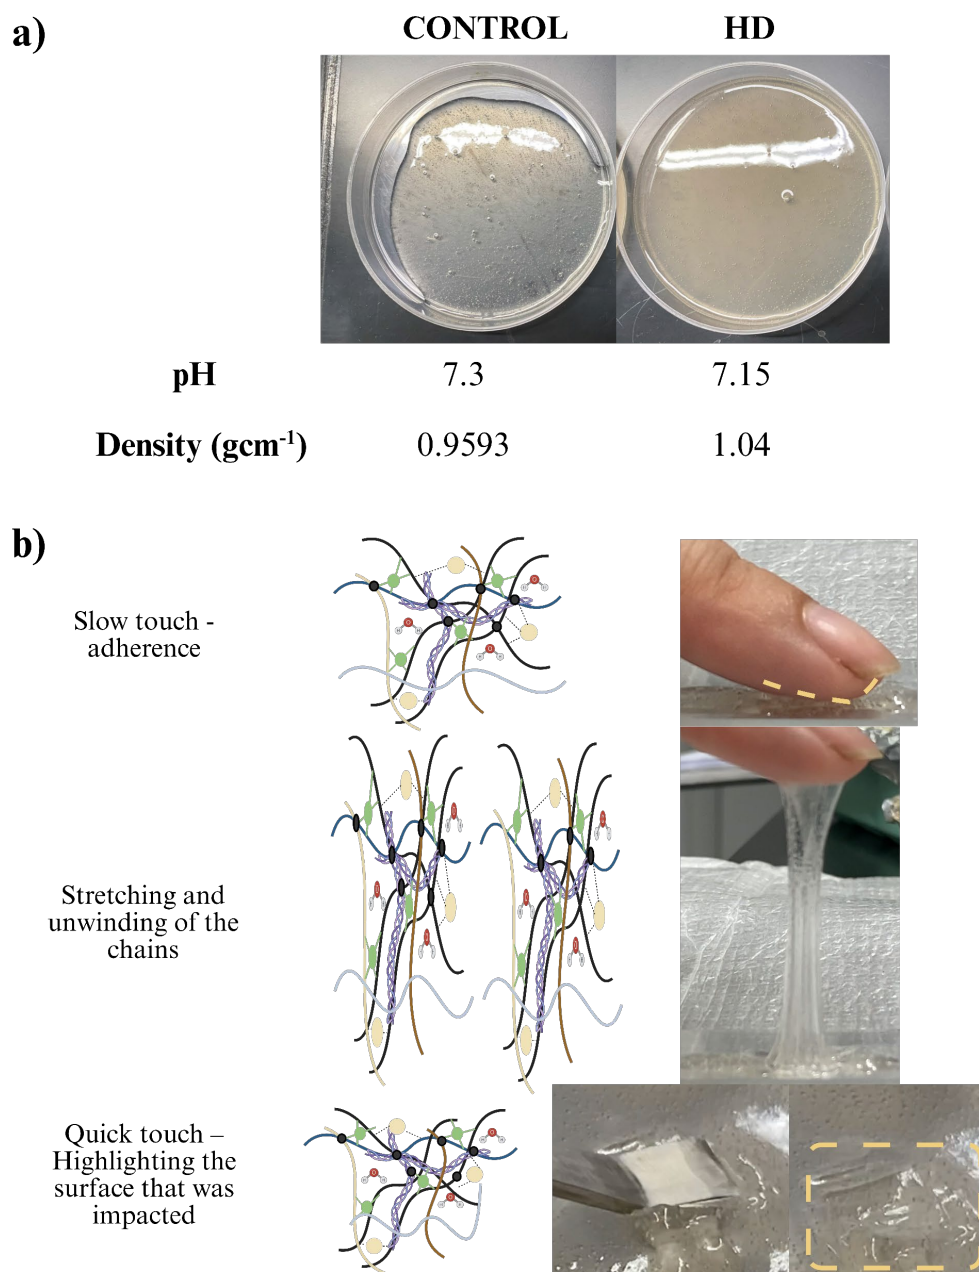 a)
CONTROL HD
pH 7.3 7.15
Density (gcm⁻¹) 0.9593 1.04
b)
Slow touch -
adherence
Stretching and
unwinding of the
chains
Quick touch –
Highlighting the
surface that was
impacted